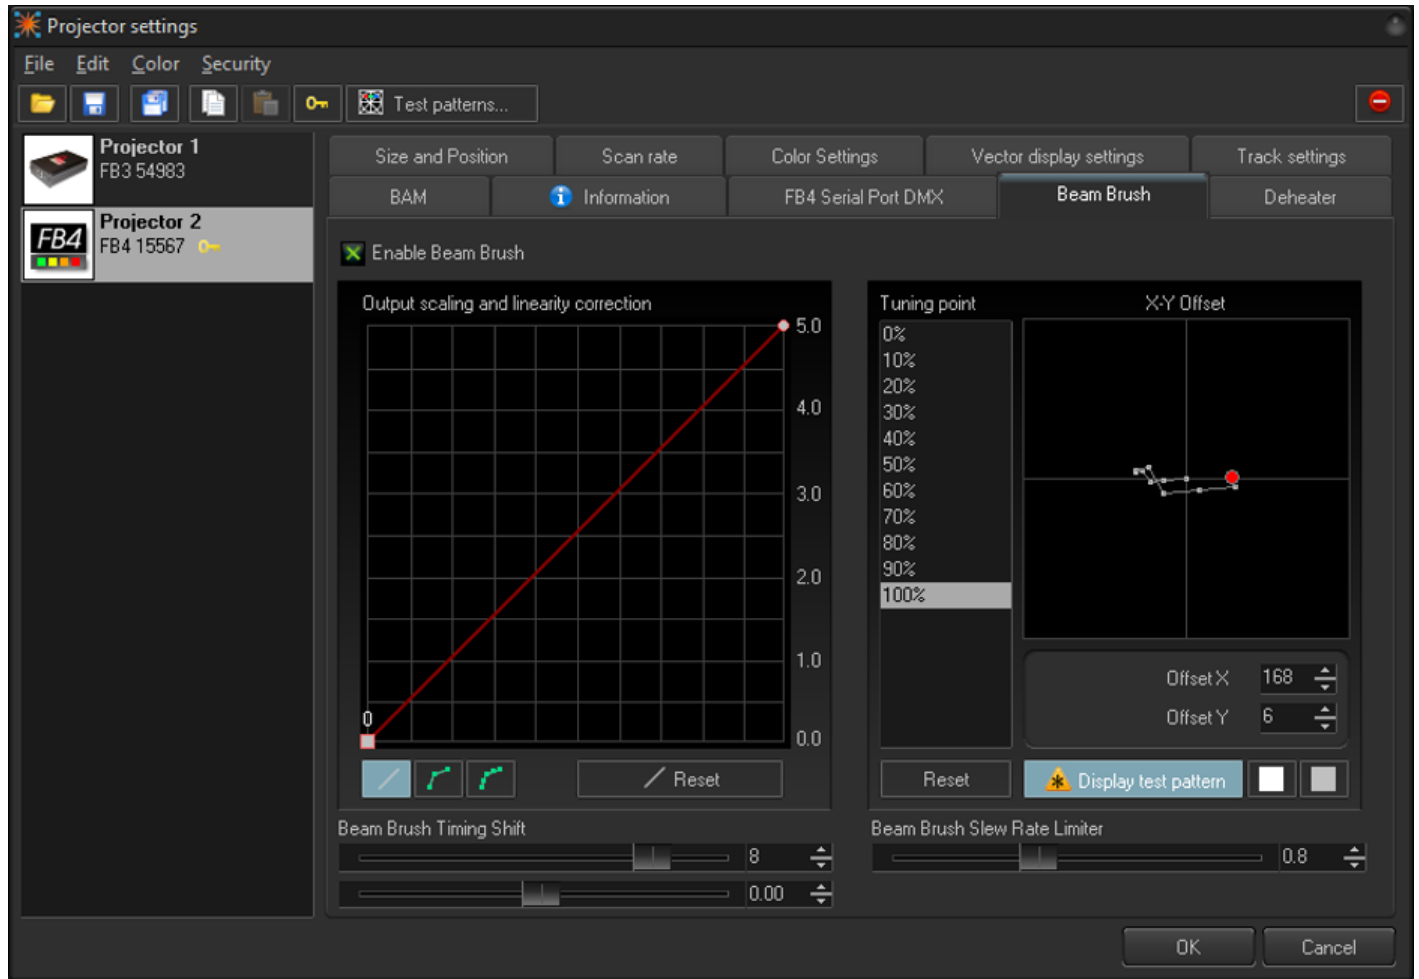 Projector settings
File Edit Color Security
Test patterns...
Projector 1
FB3 54983
FB4
Projector 2
FB4 15567
Size and Position Scan rate Color Settings Vector display settings Track settings
BAM Information FB4 Serial Port DMX Beam Brush Deheater
Enable Beam Brush
Output scaling and linearity correction
5.0
4.0
3.0
2.0
1.0
0
0.0
Reset
Tuning point X-Y Offset
0%
10%
20%
30%
40%
50%
60%
70%
80%
90%
100%
Offset X 168
Offset Y 6
Reset Display test pattern
Beam Brush Timing Shift
8
0.00
Beam Brush Slew Rate Limiter
0.8
OK Cancel